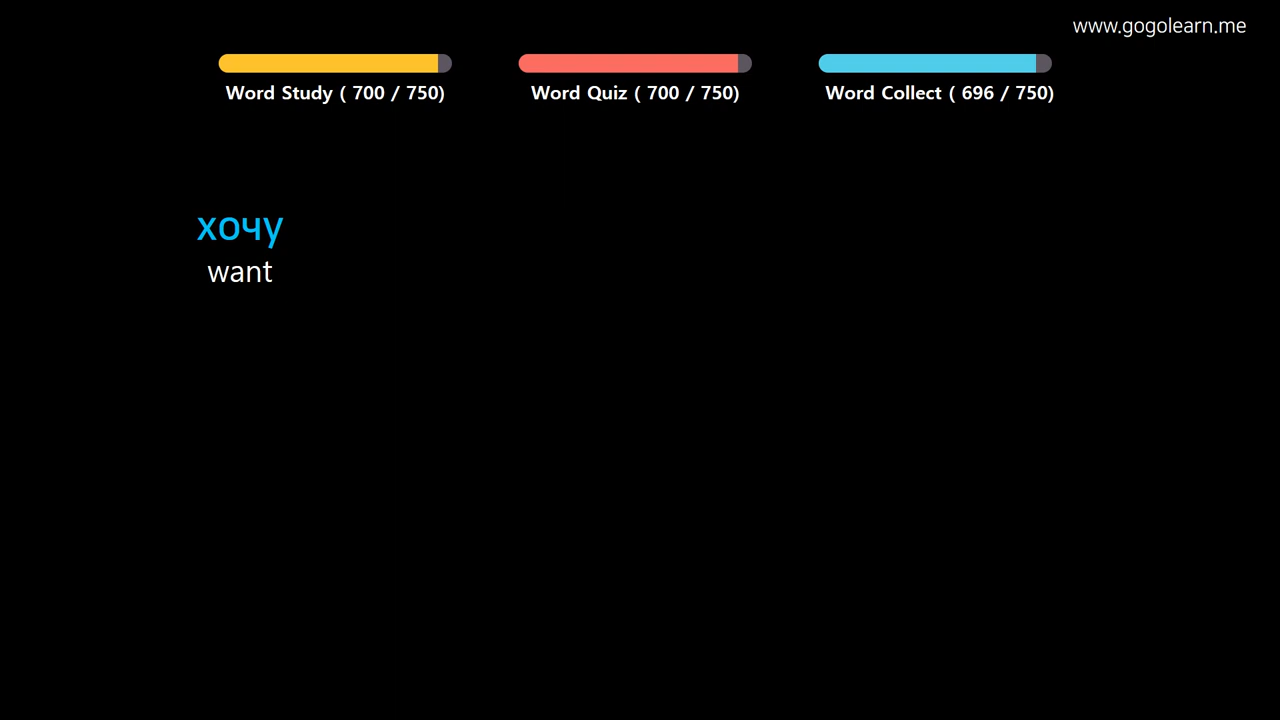 www.gogolearn.me
Word Study ( 700 / 750)
Word Quiz ( 700 / 750)
Word Collect ( 696 / 750)
хочу
want